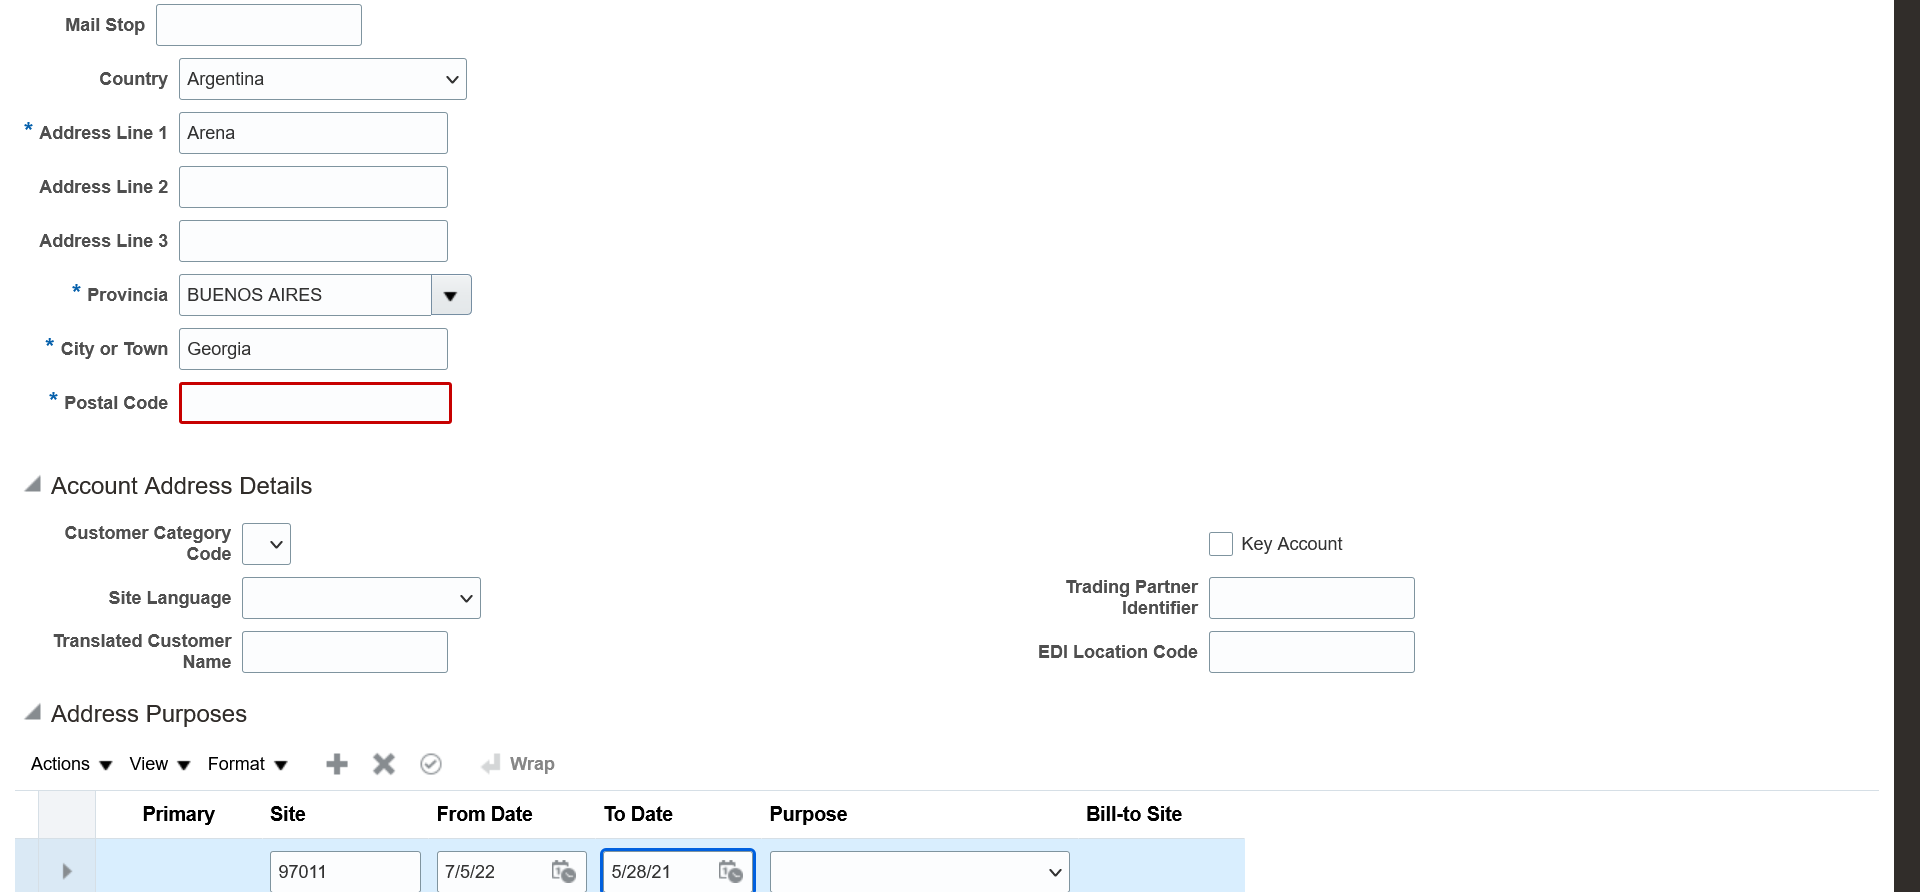 Mail Stop
Country Argentina
* Address Line 1 Arena
Address Line 2
Address Line 3
* Provincia BUENOS AIRES
* City or Town Georgia
* Postal Code
Account Address Details
Customer Category
Code
Key Account
Site Language
Trading Partner
Identifier
Translated Customer
Name
EDI Location Code
Address Purposes
Actions View Format Wrap
Primary Site From Date To Date Purpose Bill-to Site
97011 7/5/22 5/28/21